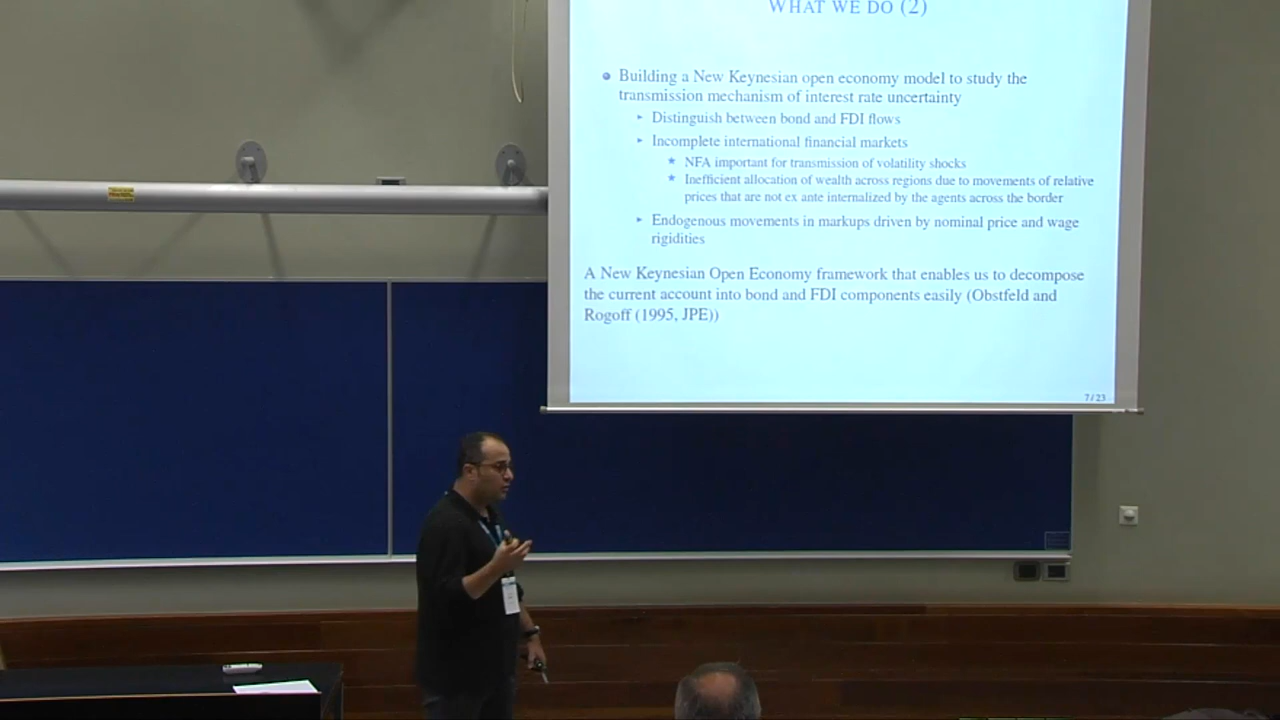 WHAT WE DO (2)
Building a New Keynesian open economy model to study the
transmission mechanism of interest rate uncertainty
Distinguish between bond and FDI flows
Incomplete international financial markets
NFA important for transmission of volatility shocks
Inefficient allocation of wealth across regions due to movements of relative
prices that are not ex ante internalized by the agents across the border
Endogenous movements in markups driven by nominal price and wage
rigidities
A New Keynesian Open Economy framework that enables us to decompose
the current account into bond and FDI components easily (Obstfeld and
Rogoff (1995, JPE))
7 / 23